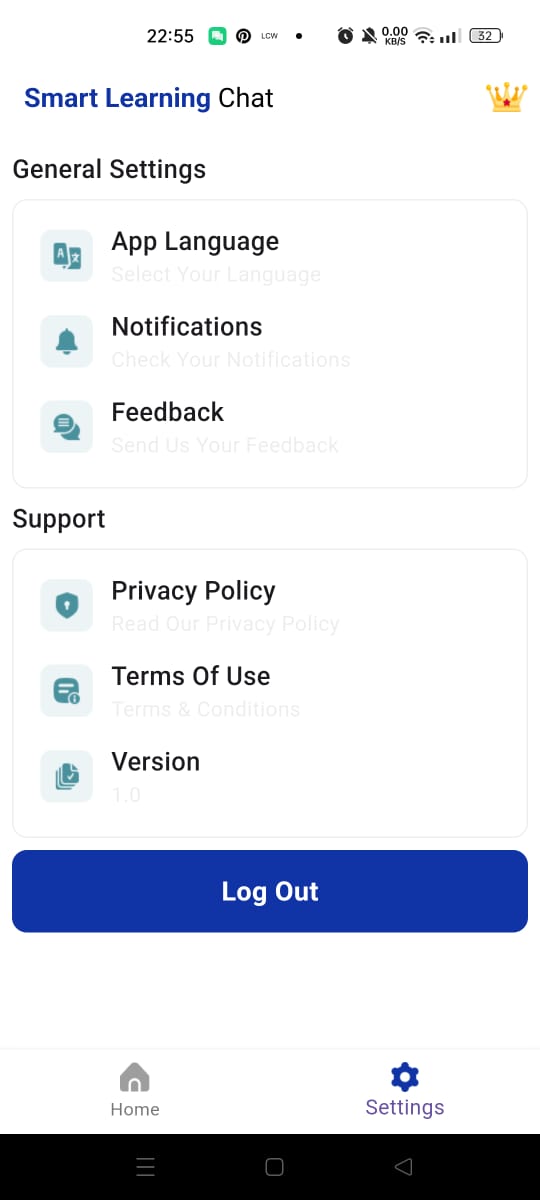 22:55 LCW 0.00 KB/S 32
Smart Learning Chat
General Settings
App Language
Select Your Language
Notifications
Check Your Notifications
Feedback
Send Us Your Feedback
Support
Privacy Policy
Read Our Privacy Policy
Terms Of Use
Terms & Conditions
Version
1.0
Log Out
Home
Settings